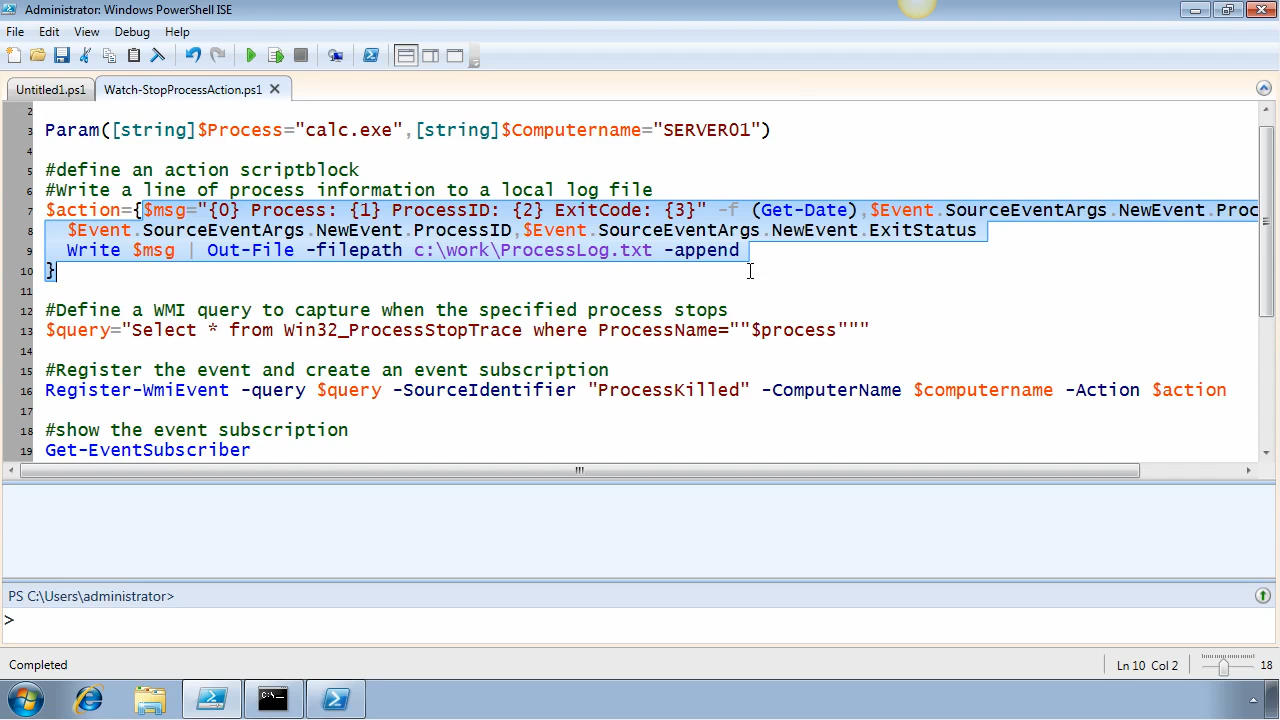 Administrator: Windows PowerShell ISE
File Edit View Debug Help
Untitled1.ps1 Watch-StopProcessAction.ps1
2
3 Param([string]$Process="calc.exe",[string]$Computername="SERVER01")
4
5 #define an action scriptblock
6 #Write a line of process information to a local log file
7 $action={$msg="{0} Process: {1} ProcessID: {2} ExitCode: {3}" -f (Get-Date),$Event.SourceEventArgs.NewEvent.Proc
8 $Event.SourceEventArgs.NewEvent.ProcessID,$Event.SourceEventArgs.NewEvent.ExitStatus
9 Write $msg | Out-File -filepath c:\work\ProcessLog.txt -append
10 }
11
12 #Define a WMI query to capture when the specified process stops
13 $query="Select * from Win32_ProcessStopTrace where ProcessName=""$process"""
14
15 #Register the event and create an event subscription
16 Register-WmiEvent -query $query -SourceIdentifier "ProcessKilled" -ComputerName $computername -Action $action
17
18 #show the event subscription
19 Get-EventSubscriber
PS C:\Users\administrator>
>
Completed Ln 10 Col 2 18